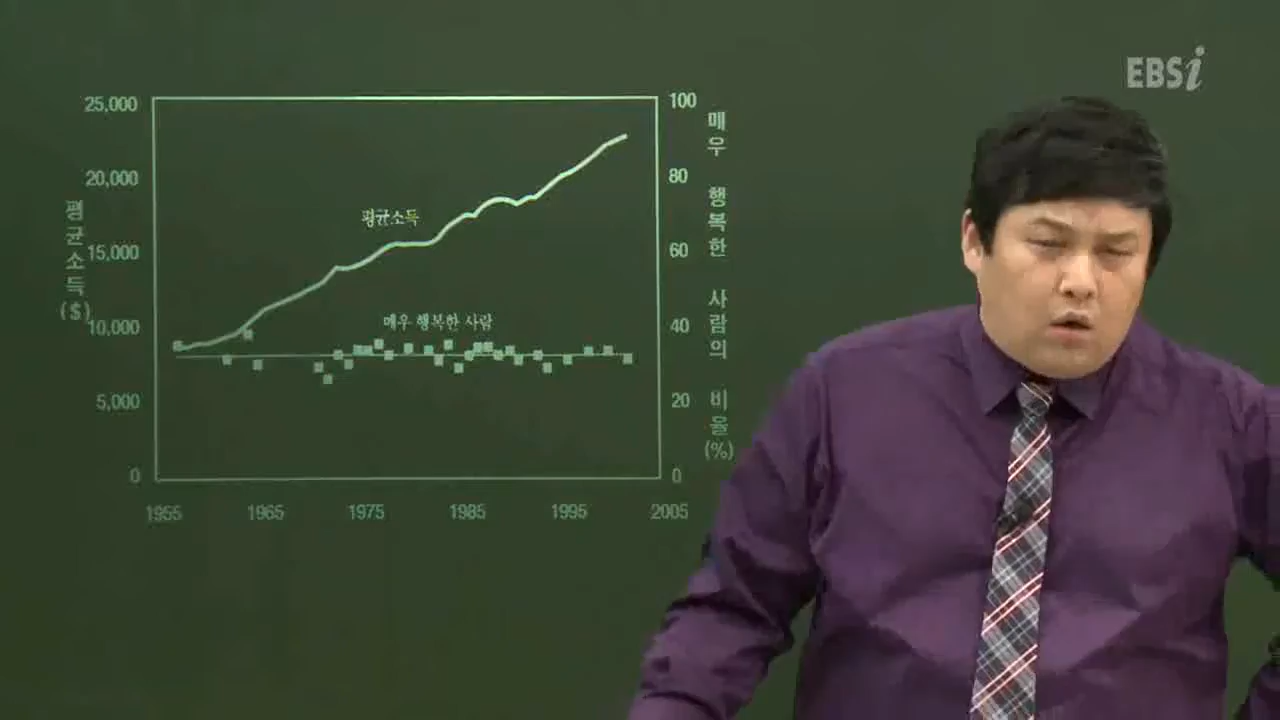 EBSi
25,000
20,000
15,000
10,000
5,000
0
평균소득
($)
평균소득
매우 행복한 사람
100
80
60
40
20
0
매우 행복한 사람의 비율
(%)
1955 1965 1975 1985 1995 2005